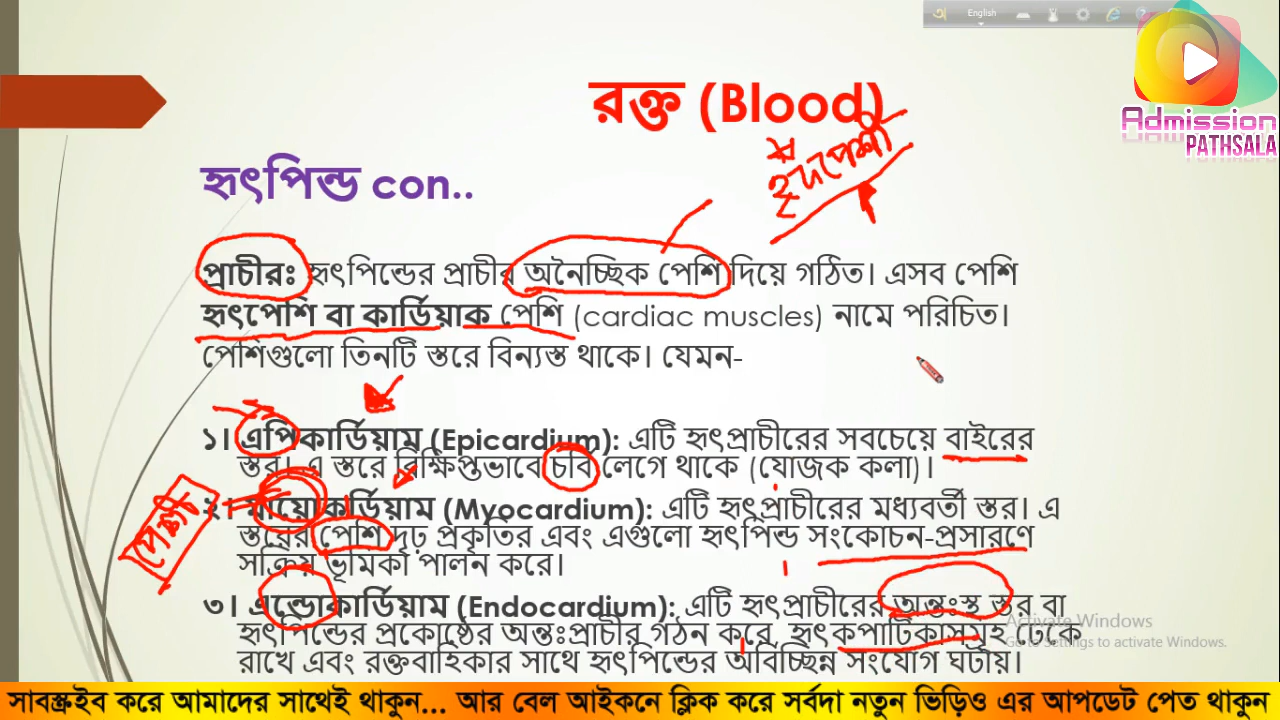 English
Admission
PATHSALA
রক্ত (Blood)
হৃদপেশী
হৃৎপিন্ড con..
প্রাচীরঃ হৃৎপিন্ডের প্রাচীর অনৈচ্ছিক পেশি দিয়ে গঠিত। এসব পেশি
হৃৎপেশি বা কার্ডিয়াক পেশি (cardiac muscles) নামে পরিচিত।
পেশিগুলো তিনটি স্তরে বিন্যস্ত থাকে। যেমন-
১। এপিকার্ডিয়াম (Epicardium): এটি হৃৎপ্রাচীরের সবচেয়ে বাইরের
স্তর। এ স্তরে বিক্ষিপ্তভাবে চর্বি লেগে থাকে (যোজক কলা)।
২। মায়োকার্ডিয়াম (Myocardium): এটি হৃৎপ্রাচীরের মধ্যবর্তী স্তর। এ
স্তরের পেশি দৃঢ় প্রকৃতির এবং এগুলো হৃৎপিন্ড সংকোচন-প্রসারণে
সক্রিয় ভূমিকা পালন করে।
পেশী
৩। এন্ডোকার্ডিয়াম (Endocardium): এটি হৃৎপ্রাচীরের অন্তঃস্থ স্তর বা
হৃৎপিন্ডের প্রকোষ্ঠের অন্তঃপ্রাচীর গঠন করে, হৃৎকপাটিকাসমূহ ঢেকে
রাখে এবং রক্তবাহিকার সাথে হৃৎপিন্ডের অবিচ্ছিন্ন সংযোগ ঘটায়।
Activate Windows
Go to Settings to activate Windows.
সাবস্ক্রইব করে আমাদের সাথেই থাকুন... আর বেল আইকনে ক্লিক করে সর্বদা নতুন ভিড়িও এর আপডেট পেত থাকুন